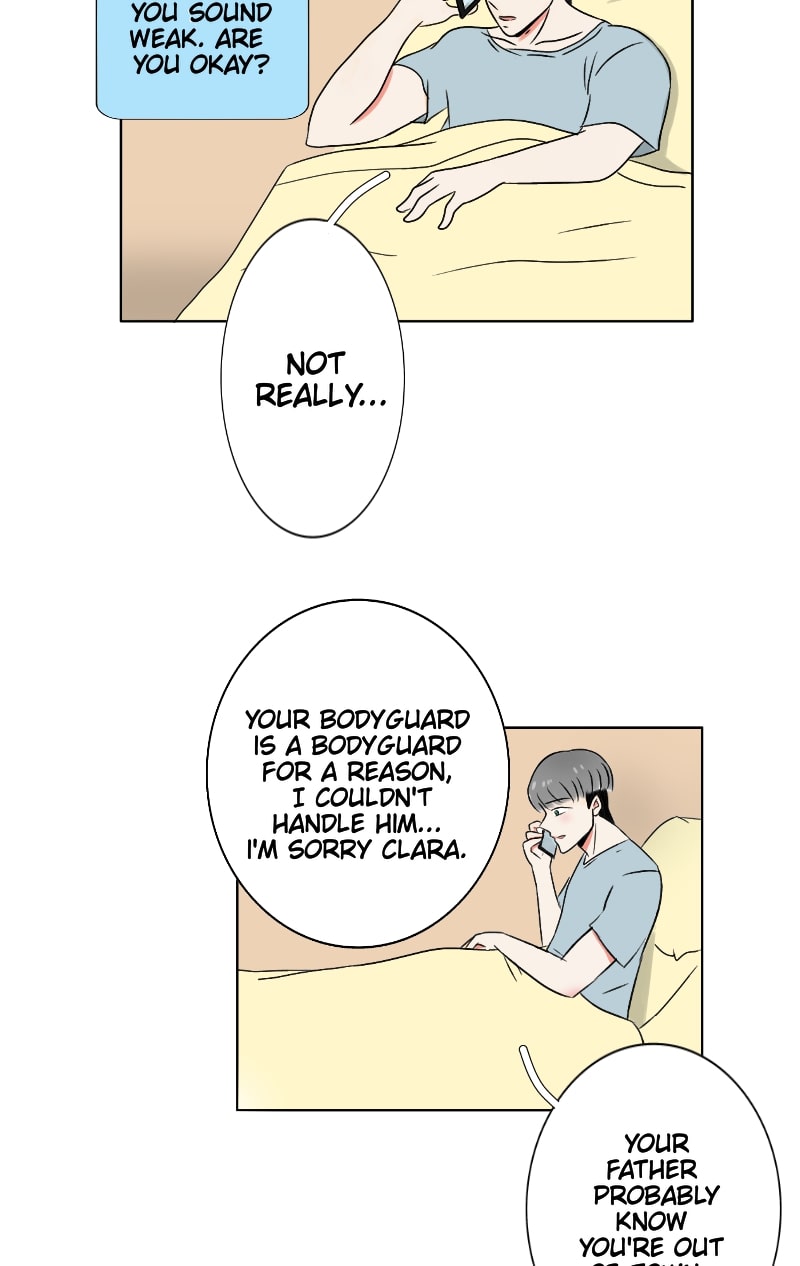 YOU SOUND
WEAK. ARE
YOU OKAY?
NOT
REALLY...
YOUR BODYGUARD
IS A BODYGUARD
FOR A REASON,
I COULDN'T
HANDLE HIM...
I'M SORRY CLARA.
YOUR
FATHER
PROBABLY
KNOW
YOU'RE OUT